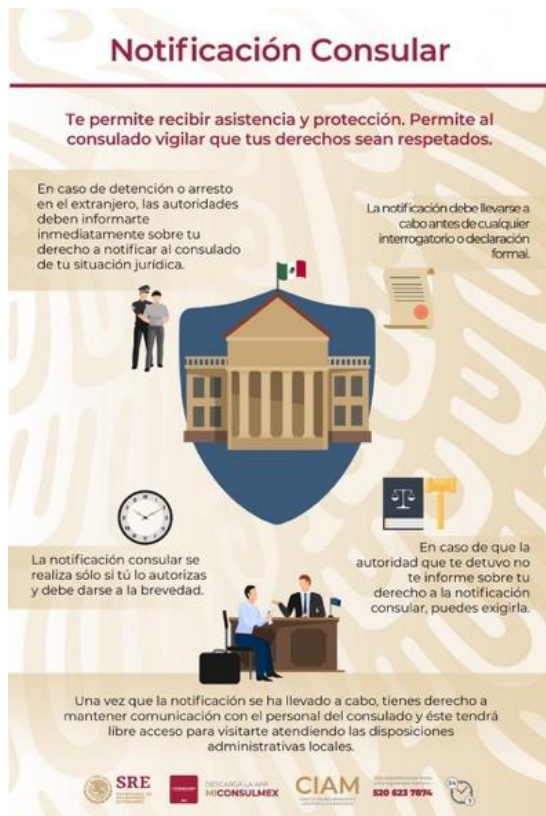 Notificación Consular
Te permite recibir asistencia y protección. Permite al
consulado vigilar que tus derechos sean respetados.
En caso de detención o arresto
en el extranjero, las autoridades
deben informarte
inmediatamente sobre tu
derecho a notificar al consulado
de tu situación jurídica.
La notificación debe llevarse a
cabo antes de cualquier
interrogatorio o declaración
formal.
La notificación consular se
realiza sólo si tú lo autorizas
y debe darse a la brevedad.
En caso de que la
autoridad que te detuvo no
te informe sobre tu
derecho a la notificación
consular, puedes exigirla.
Una vez que la notificación se ha llevado a cabo, tienes derecho a
mantener comunicación con el personal del consulado y éste tendrá
libre acceso para visitarte atendiendo las disposiciones
administrativas locales.
SRE
SECRETARÍA DE
RELACIONES
EXTERIORES
DESCARGA LA APP
MICONSULMEX
CIAM
520 623 7874
24
7